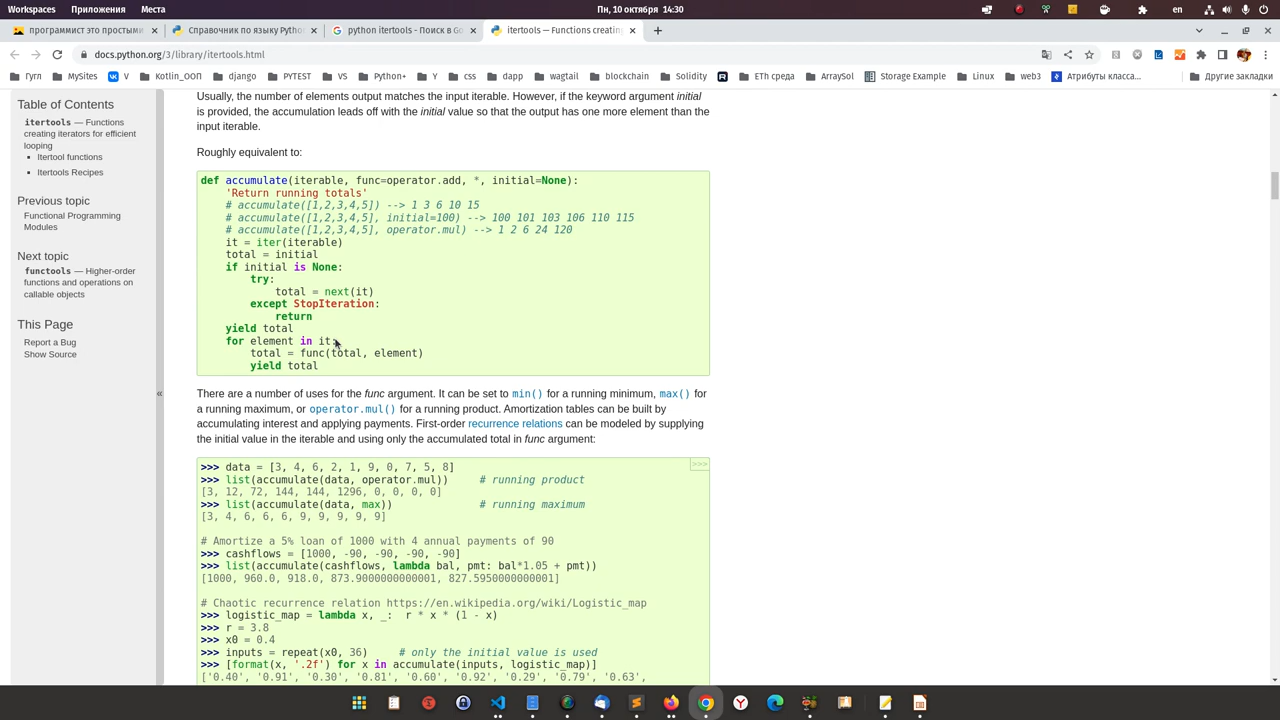 Workspaces Приложения Места Пн, 10 октября 14:30 en
программист это простыми
Справочник по языку Python
python itertools - Поиск в Go
itertools — Functions creating
docs.python.org/3/library/itertools.html
Гугл MySites V Kotlin_ООП django PYTEST VS Python+ Y css dapp wagtail blockchain Solidity ETh среда ArraySol Storage Example Linux web3 Атрибуты класса... Другие закладки
Table of Contents
itertools — Functions
creating iterators for efficient
looping
Itertool functions
Itertools Recipes
Previous topic
Functional Programming
Modules
Next topic
functools — Higher-order
functions and operations on
callable objects
This Page
Report a Bug
Show Source
«
Usually, the number of elements output matches the input iterable. However, if the keyword argument initial
is provided, the accumulation leads off with the initial value so that the output has one more element than the
input iterable.
Roughly equivalent to:
def accumulate(iterable, func=operator.add, *, initial=None):
    'Return running totals'
    # accumulate([1,2,3,4,5]) --> 1 3 6 10 15
    # accumulate([1,2,3,4,5], initial=100) --> 100 101 103 106 110 115
    # accumulate([1,2,3,4,5], operator.mul) --> 1 2 6 24 120
    it = iter(iterable)
    total = initial
    if initial is None:
        try:
            total = next(it)
        except StopIteration:
            return
    yield total
    for element in it:
        total = func(total, element)
        yield total
There are a number of uses for the func argument. It can be set to min() for a running minimum, max() for
a running maximum, or operator.mul() for a running product. Amortization tables can be built by
accumulating interest and applying payments. First-order recurrence relations can be modeled by supplying
the initial value in the iterable and using only the accumulated total in func argument:
>>>
>>> data = [3, 4, 6, 2, 1, 9, 0, 7, 5, 8]
>>> list(accumulate(data, operator.mul))     # running product
[3, 12, 72, 144, 144, 1296, 0, 0, 0, 0]
>>> list(accumulate(data, max))              # running maximum
[3, 4, 6, 6, 6, 9, 9, 9, 9, 9]
# Amortize a 5% loan of 1000 with 4 annual payments of 90
>>> cashflows = [1000, -90, -90, -90, -90]
>>> list(accumulate(cashflows, lambda bal, pmt: bal*1.05 + pmt))
[1000, 960.0, 918.0, 873.9000000000001, 827.5950000000001]
# Chaotic recurrence relation https://en.wikipedia.org/wiki/Logistic_map
>>> logistic_map = lambda x, _:  r * x * (1 - x)
>>> r = 3.8
>>> x0 = 0.4
>>> inputs = repeat(x0, 36)     # only the initial value is used
>>> [format(x, '.2f') for x in accumulate(inputs, logistic_map)]
['0.40', '0.91', '0.30', '0.81', '0.60', '0.92', '0.29', '0.79', '0.63',